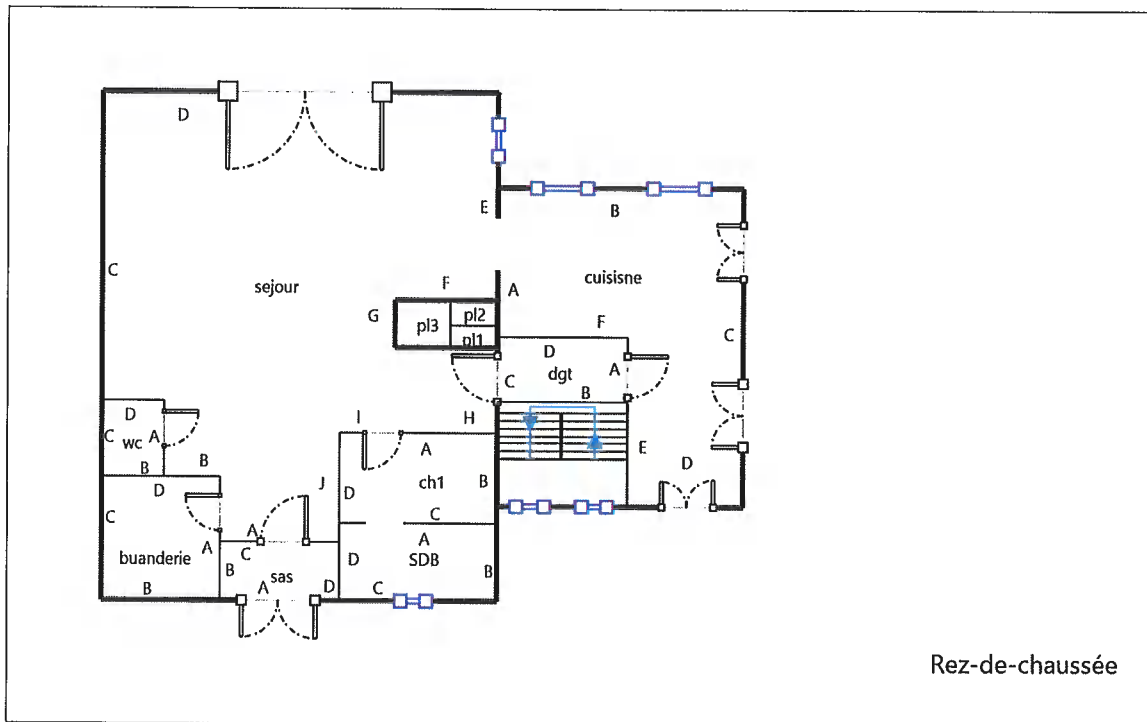 D
E
B
C
sejour
F
A
cuisisne
G
pl3
pl2
pl1
F
C
D
dgt
A
C
B
D
C
wc
A
B
B
I
H
A
E
D
D
C
J
D
ch1
B
C
A
C
A
B
buanderie
A
SDB
D
B
B
sas
A
D
C
Rez-de-chaussée